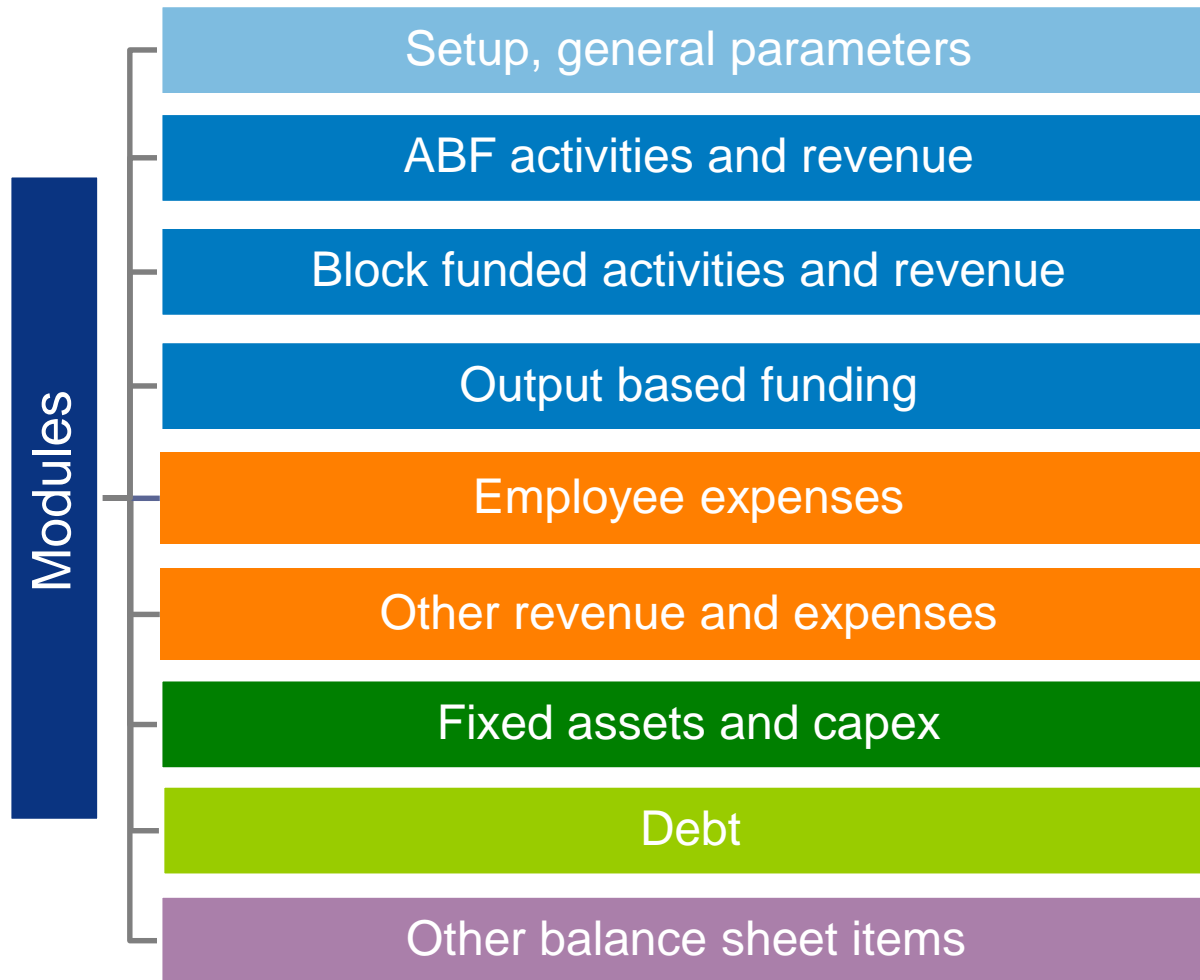 Modules
Setup, general parameters
ABF activities and revenue
Block funded activities and revenue
Output based funding
Employee expenses
Other revenue and expenses
Fixed assets and capex
Debt
Other balance sheet items